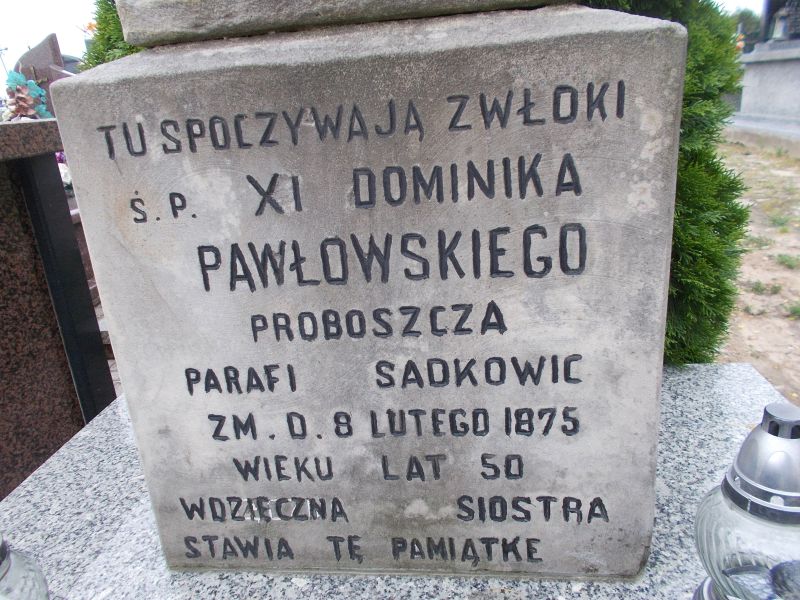 TU SPOCZYWAJĄ ZWŁOKI
Ś.P. XI DOMINIKA
PAWŁOWSKIEGO
PROBOSZCZA
PARAFI SADKOWIC
ZM. D. 8 LUTEGO 1875
WIEKU LAT 50
WDZIĘCZNA SIOSTRA
STAWIA TĘ PAMIĄTKE